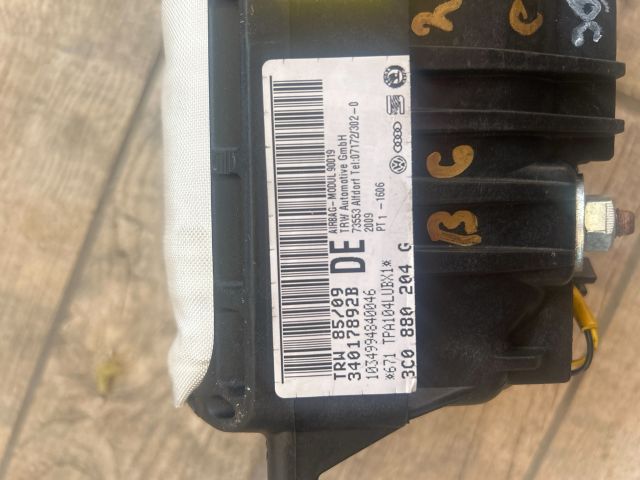 AIRBAG-MODUL 90019
TRW Automotive GmbH
73553 Alfdorf Tel:07172/302-0
2009
PT1 -1606
DE
TRW 85/09
34017892B
1034994840046
*671 TPA104LUBX1*
3C0 880 204 G
B C